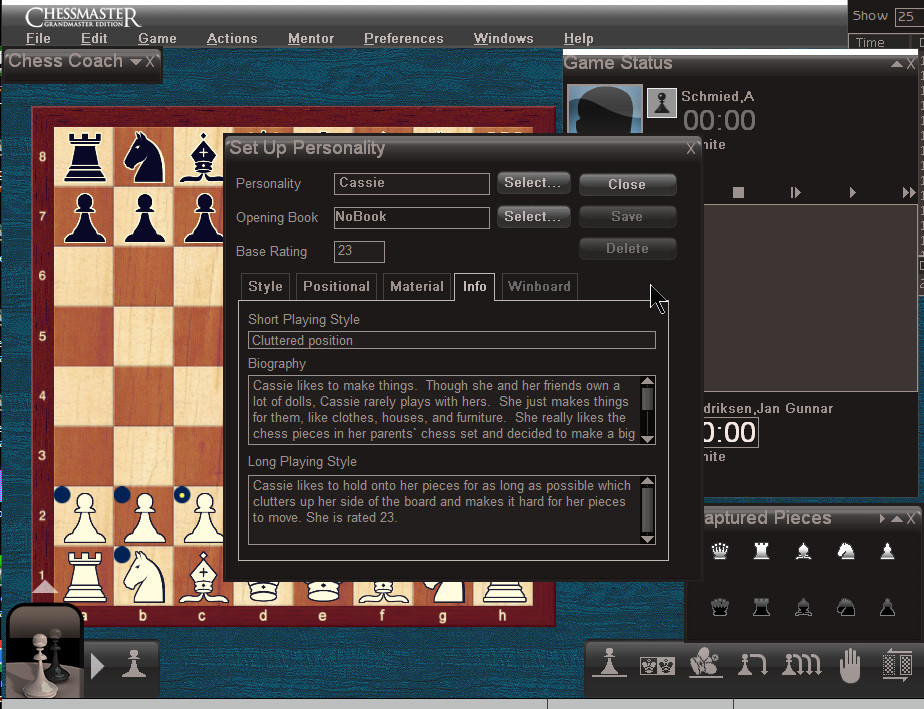 CHESSMASTER
GRANDMASTER EDITION
Show 25
File Edit Game Actions Mentor Preferences Windows Help
Time
Chess Coach X
Game Status X
Schmied,A
00:00
Set Up Personality X
Personality Cassie Select... Close
Opening Book NoBook Select... Save
Base Rating 23 Delete
Style Positional Material Info Winboard
Short Playing Style
Cluttered position
Biography
Cassie likes to make things. Though she and her friends own a
lot of dolls, Cassie rarely plays with hers. She just makes things
for them, like clothes, houses, and furniture. She really likes the
chess pieces in her parents` chess set and decided to make a big
Long Playing Style
Cassie likes to hold onto her pieces for as long as possible which
clutters up her side of the board and makes it hard for her pieces
to move. She is rated 23.
driksen,Jan Gunnar
0:00
aptured Pieces X
8
7
6
5
4
3
2
1
a b c d e f g h